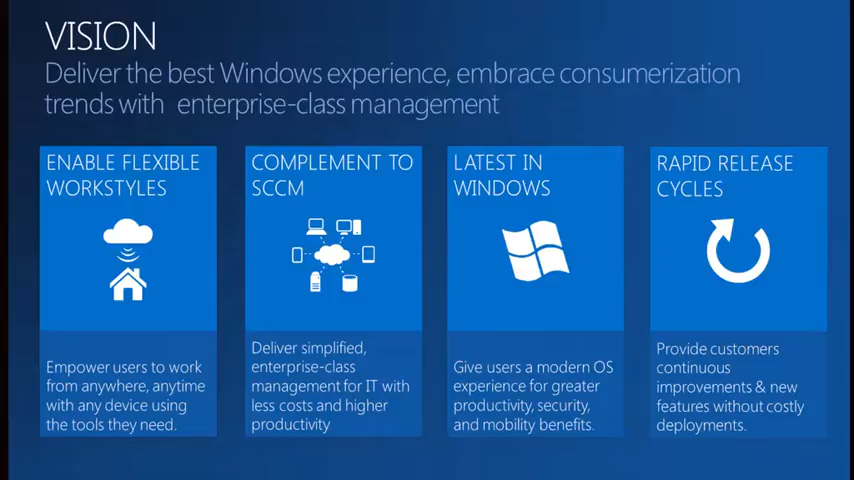 VISION
Deliver the best Windows experience, embrace consumerization
trends with  enterprise-class management
ENABLE FLEXIBLE
WORKSTYLES
Empower users to work
from anywhere, anytime
with any device using
the tools they need.
COMPLEMENT TO
SCCM
Deliver simplified,
enterprise-class
management for IT with
less costs and higher
productivity
LATEST IN
WINDOWS
Give users a modern OS
experience for greater
productivity, security,
and mobility benefits.
RAPID RELEASE
CYCLES
Provide customers
continuous
improvements & new
features without costly
deployments.